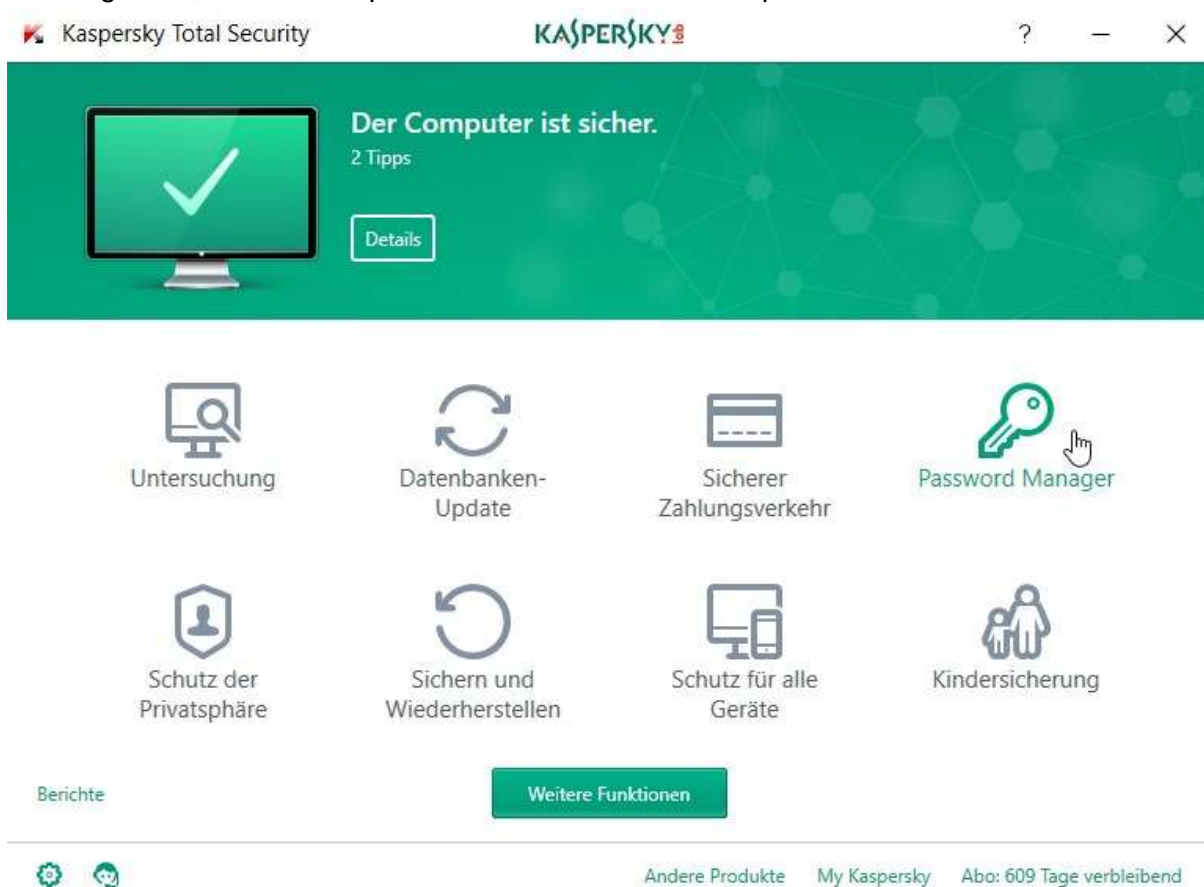 Kaspersky Total Security
KASPERSKY lab
?
Der Computer ist sicher.
2 Tipps
Details
Untersuchung
Datenbanken-
Update
Sicherer
Zahlungsverkehr
Password Manager
Schutz der
Privatsphäre
Sichern und
Wiederherstellen
Schutz für alle
Geräte
Kindersicherung
Berichte
Weitere Funktionen
Andere Produkte
My Kaspersky
Abo: 609 Tage verbleibend